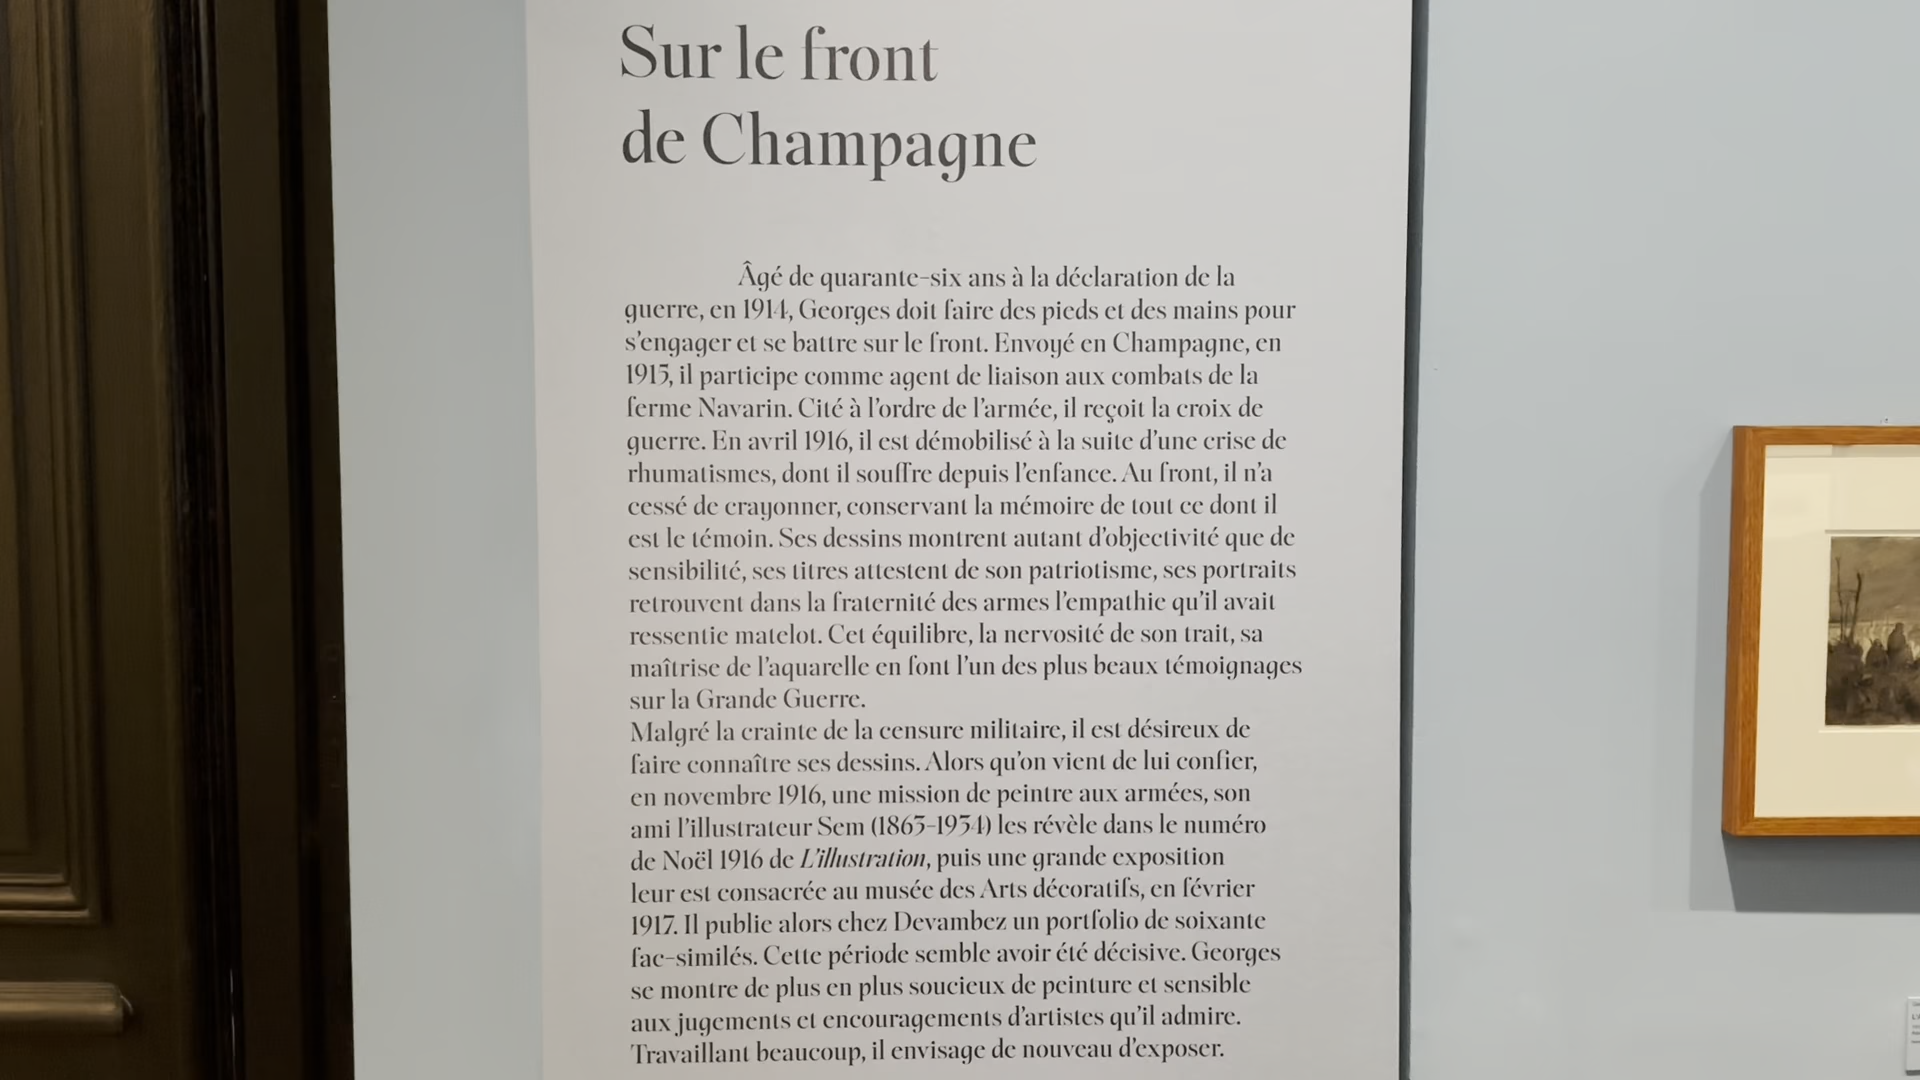 Sur le front
de Champagne
Âgé de quarante-six ans à la déclaration de la
guerre, en 1914, Georges doit faire des pieds et des mains pour
s’engager et se battre sur le front. Envoyé en Champagne, en
1915, il participe comme agent de liaison aux combats de la
ferme Navarin. Cité à l’ordre de l’armée, il reçoit la croix de
guerre. En avril 1916, il est démobilisé à la suite d’une crise de
rhumatismes, dont il souffre depuis l’enfance. Au front, il n’a
cessé de crayonner, conservant la mémoire de tout ce dont il
est le témoin. Ses dessins montrent autant d’objectivité que de
sensibilité, ses titres attestent de son patriotisme, ses portraits
retrouvent dans la fraternité des armes l’empathie qu’il avait
ressentie matelot. Cet équilibre, la nervosité de son trait, sa
maîtrise de l’aquarelle en font l’un des plus beaux témoignages
sur la Grande Guerre.
Malgré la crainte de la censure militaire, il est désireux de
faire connaître ses dessins. Alors qu’on vient de lui confier,
en novembre 1916, une mission de peintre aux armées, son
ami l’illustrateur Sem (1863-1934) les révèle dans le numéro
de Noël 1916 de L’illustration, puis une grande exposition
leur est consacrée au musée des Arts décoratifs, en février
1917. Il publie alors chez Devambez un portfolio de soixante
fac-similés. Cette période semble avoir été décisive. Georges
se montre de plus en plus soucieux de peinture et sensible
aux jugements et encouragements d’artistes qu’il admire.
Travaillant beaucoup, il envisage de nouveau d’exposer.